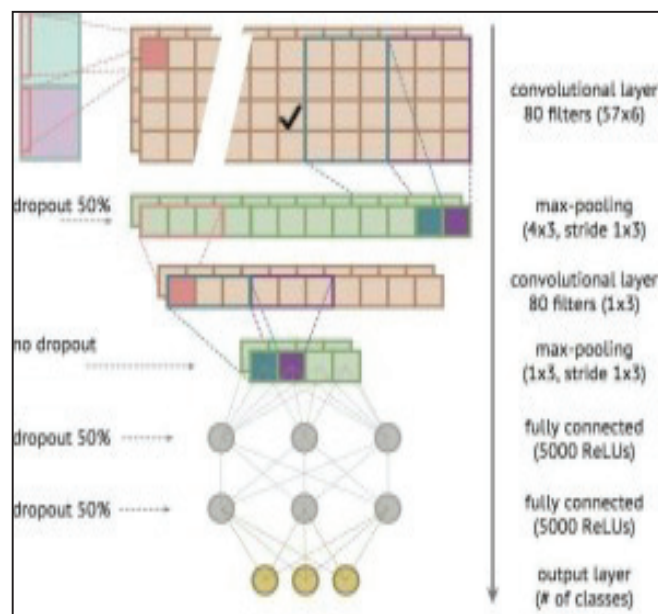 convolutional layer
80 filters (57x6)
dropout 50%
max-pooling
(4x3, stride 1x3)
convolutional layer
80 filters (1x3)
no dropout
max-pooling
(1x3, stride 1x3)
dropout 50%
fully connected
(5000 ReLUs)
dropout 50%
fully connected
(5000 ReLUs)
output layer
(# of classes)